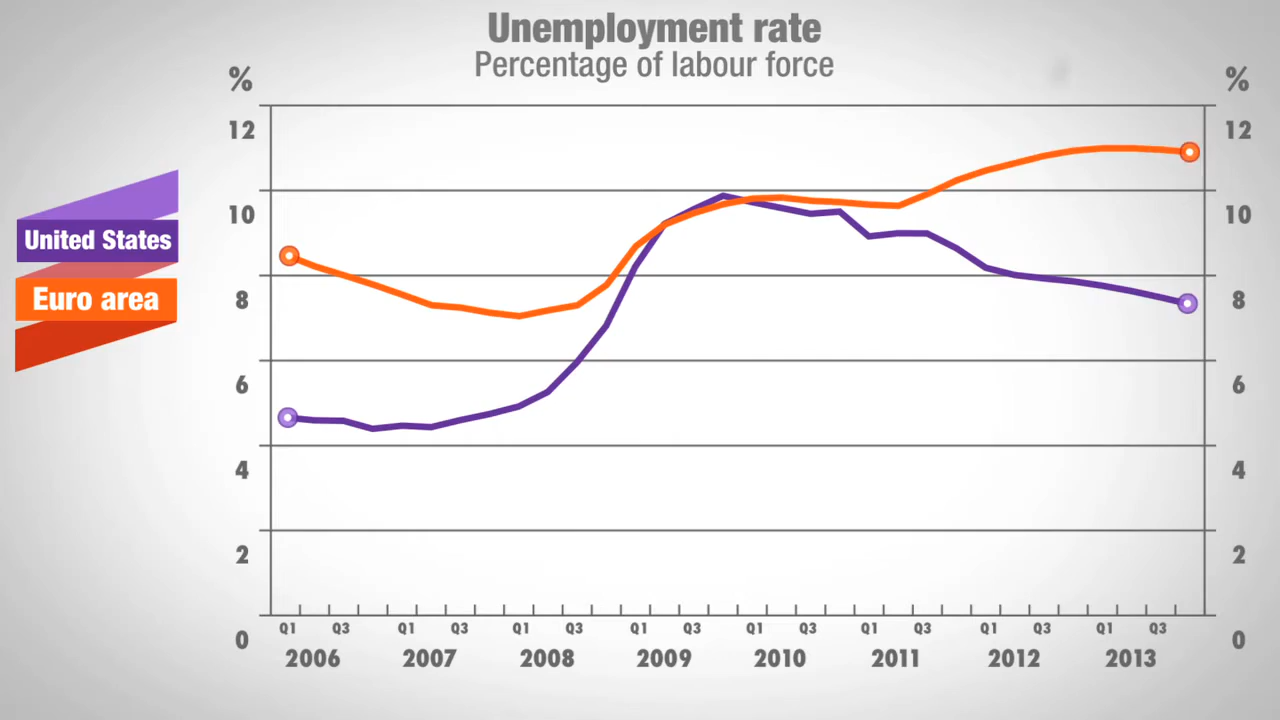 Unemployment rate
Percentage of labour force
% %
12 12
10 10
United States
Euro area
8 8
6 6
4 4
2 2
0 0
Q1 Q3 Q1 Q3 Q1 Q3 Q1 Q3 Q1 Q3 Q1 Q3 Q1 Q3 Q1 Q3
2006 2007 2008 2009 2010 2011 2012 2013